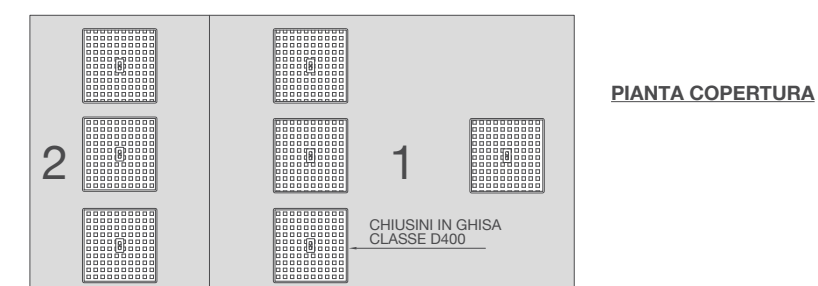 PIANTA COPERTURA
2
1
CHIUSINI IN GHISA
CLASSE D400